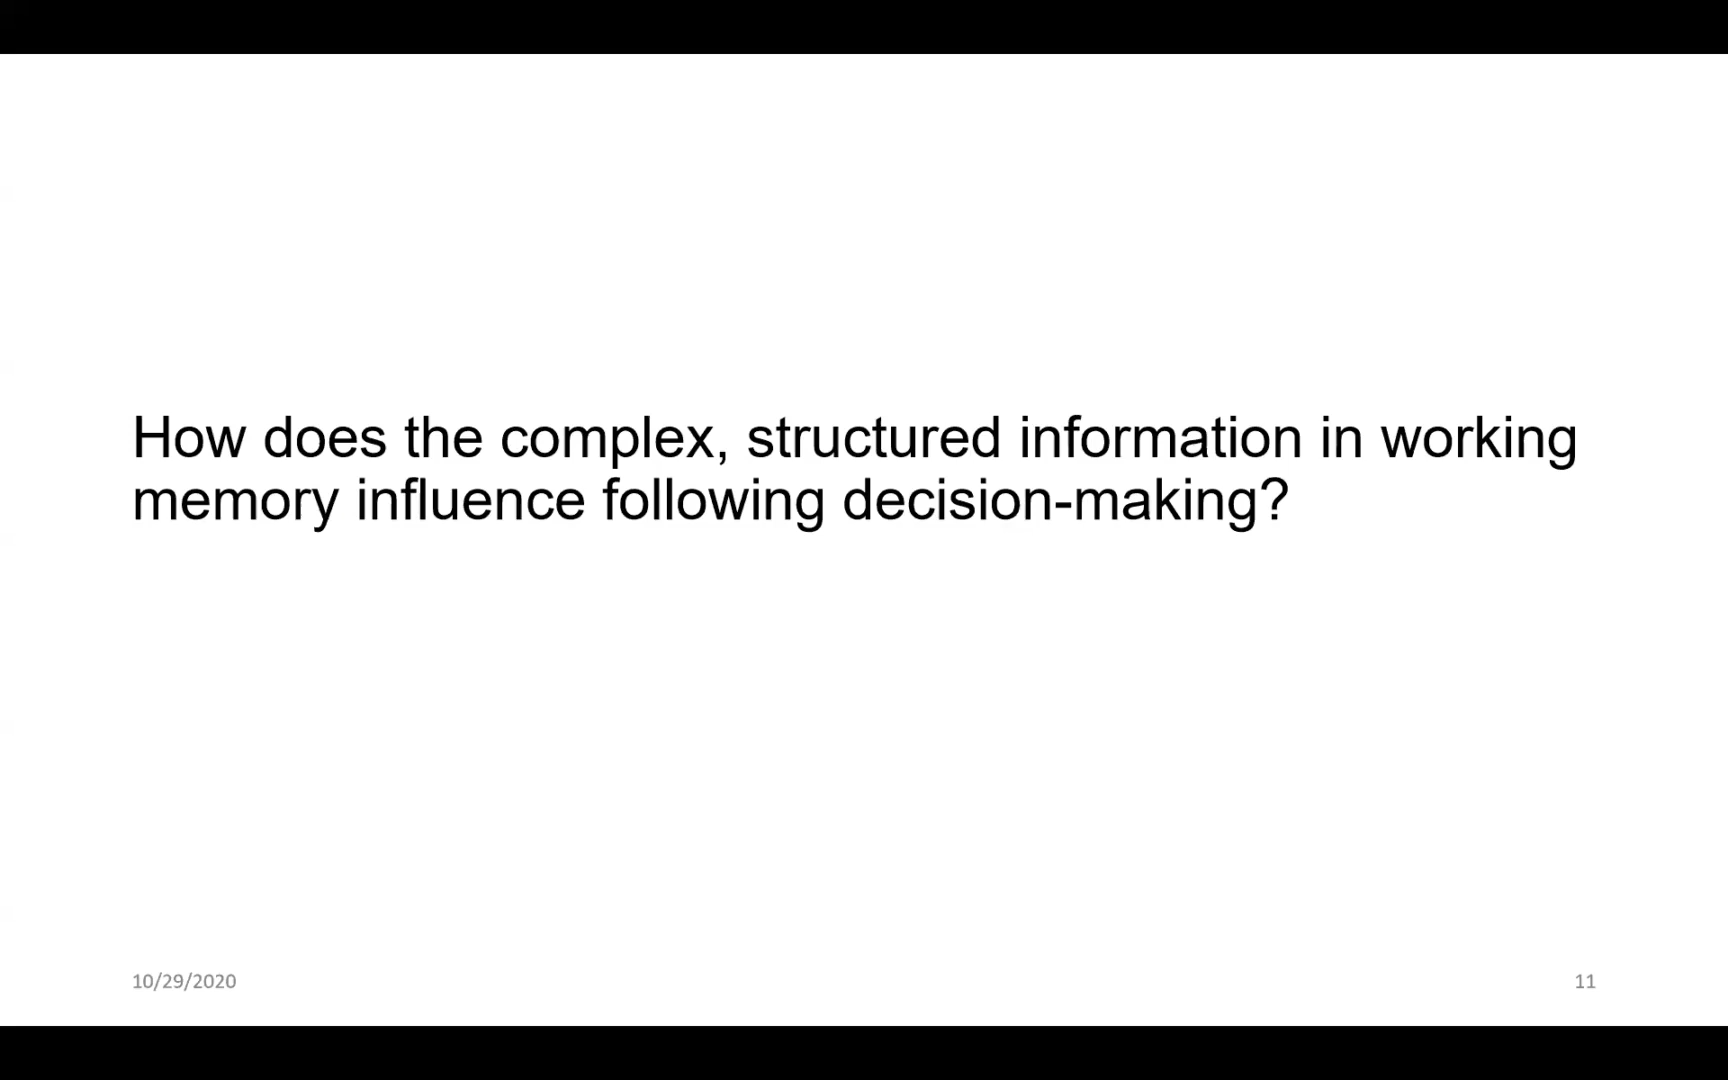 How does the complex, structured information in working
memory influence following decision-making?
10/29/2020
11